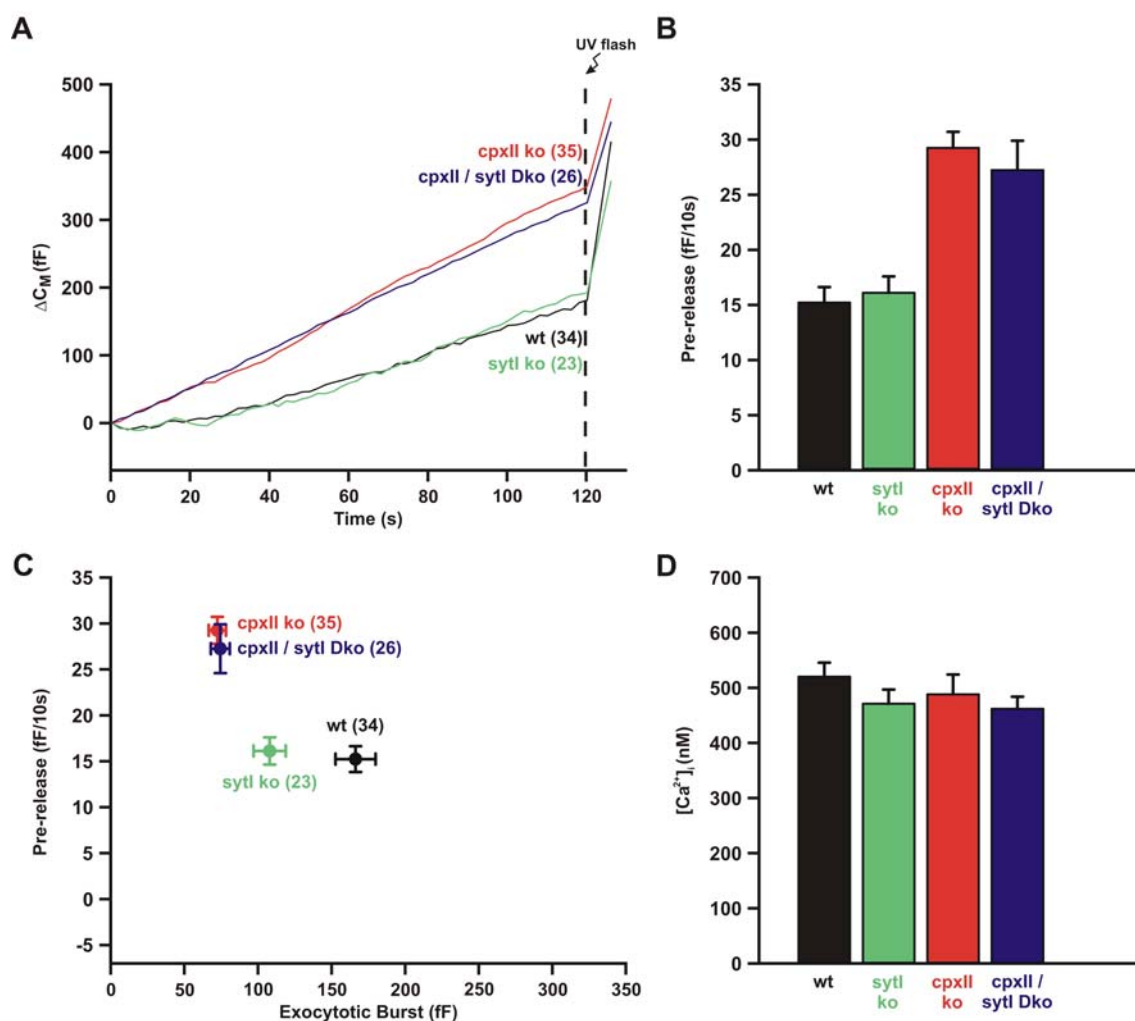 A
UV flash
500
400
300
200
100
0
ΔCM (fF)
cpxII ko (35)
cpxII / sytI Dko (26)
wt (34)
sytI ko (23)
0 20 40 60 80 100 120
Time (s)
B
35
30
25
20
15
10
5
0
Pre-release (fF/10s)
wt
sytI
ko
cpxII
ko
cpxII /
sytI Dko
C
35
30
25
20
15
10
5
0
-5
Pre-release (fF/10s)
cpxII ko (35)
cpxII / sytI Dko (26)
wt (34)
sytI ko (23)
0 50 100 150 200 250 300 350
Exocytotic Burst (fF)
D
700
600
500
400
300
200
100
0
[Ca²⁺]i (nM)
wt
sytI
ko
cpxII
ko
cpxII /
sytI Dko